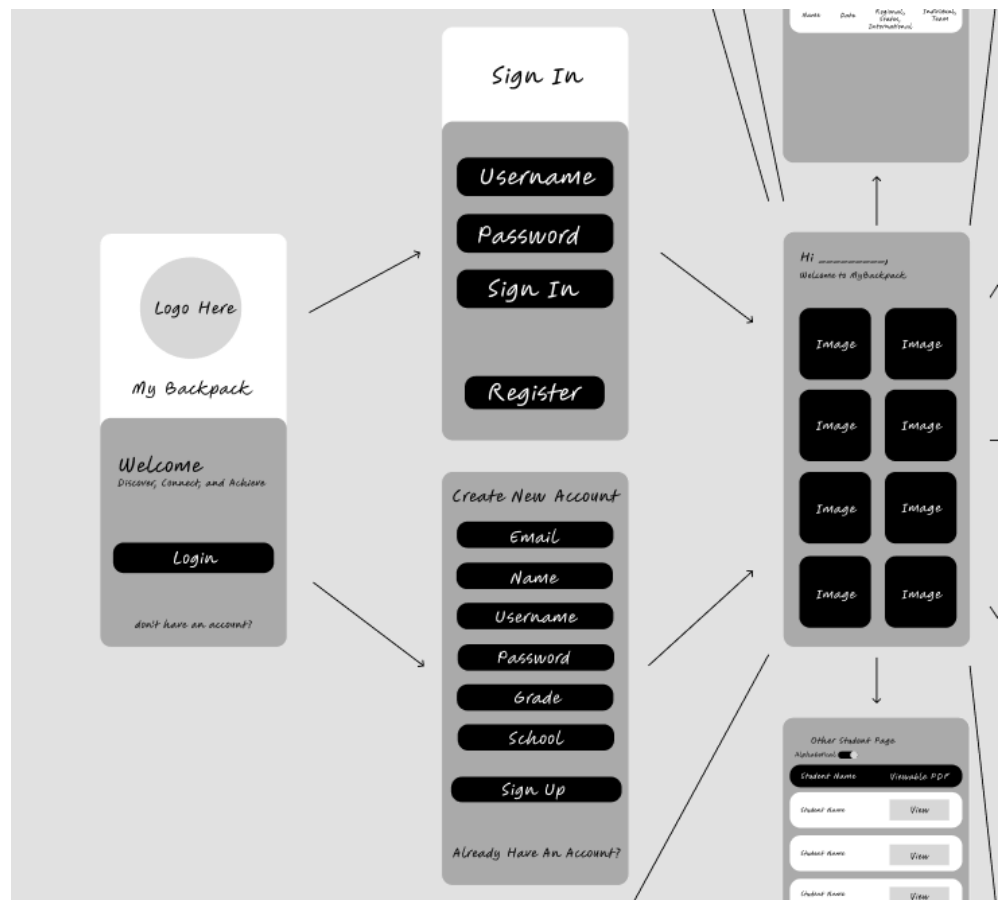 Logo Here
My Backpack
Welcome
Discover, Connect, and Achieve
Login
don't have an account?
Sign In
Username
Password
Sign In
Register
Create New Account
Email
Name
Username
Password
Grade
School
Sign Up
Already Have An Account?
Name Date Regional, Individual,
States, Team
International
Hi __________,
Welcome to MyBackpack
Image Image
Image Image
Image Image
Image Image
Other Student Page
Alphabetical
Student Name Viewable PDF
Student Name View
Student Name View
Student Name View